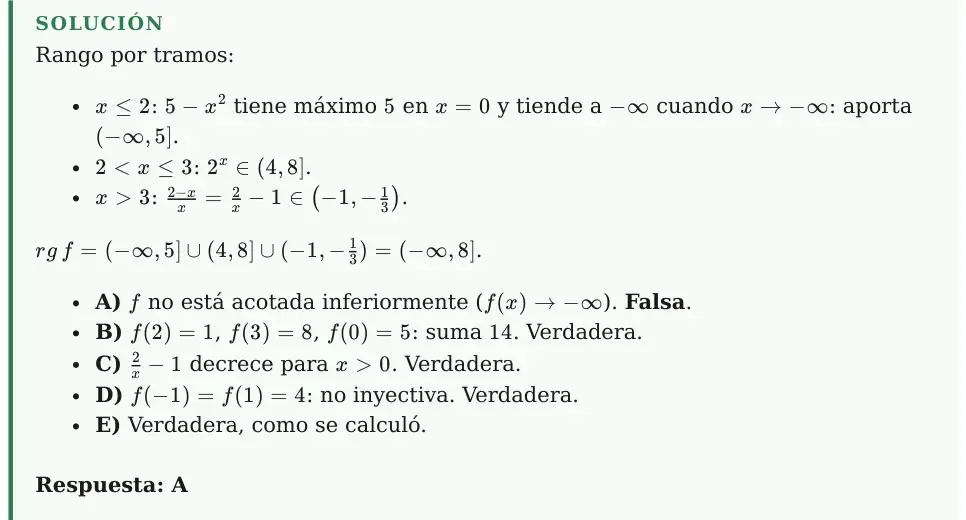 SOLUCIÓN
Rango por tramos:
• x ≤ 2: 5 − x² tiene máximo 5 en x = 0 y tiende a −∞ cuando x → −∞: aporta
(−∞, 5].
• 2 < x ≤ 3: 2ˣ ∈ (4, 8].
• x > 3: (2−x)/x = 2/x − 1 ∈ (−1, −1/3).
rg f = (−∞, 5] ∪ (4, 8] ∪ (−1, −1/3) = (−∞, 8].
• A) f no está acotada inferiormente (f(x) → −∞). Falsa.
• B) f(2) = 1, f(3) = 8, f(0) = 5: suma 14. Verdadera.
• C) 2/x − 1 decrece para x > 0. Verdadera.
• D) f(−1) = f(1) = 4: no inyectiva. Verdadera.
• E) Verdadera, como se calculó.
Respuesta: A